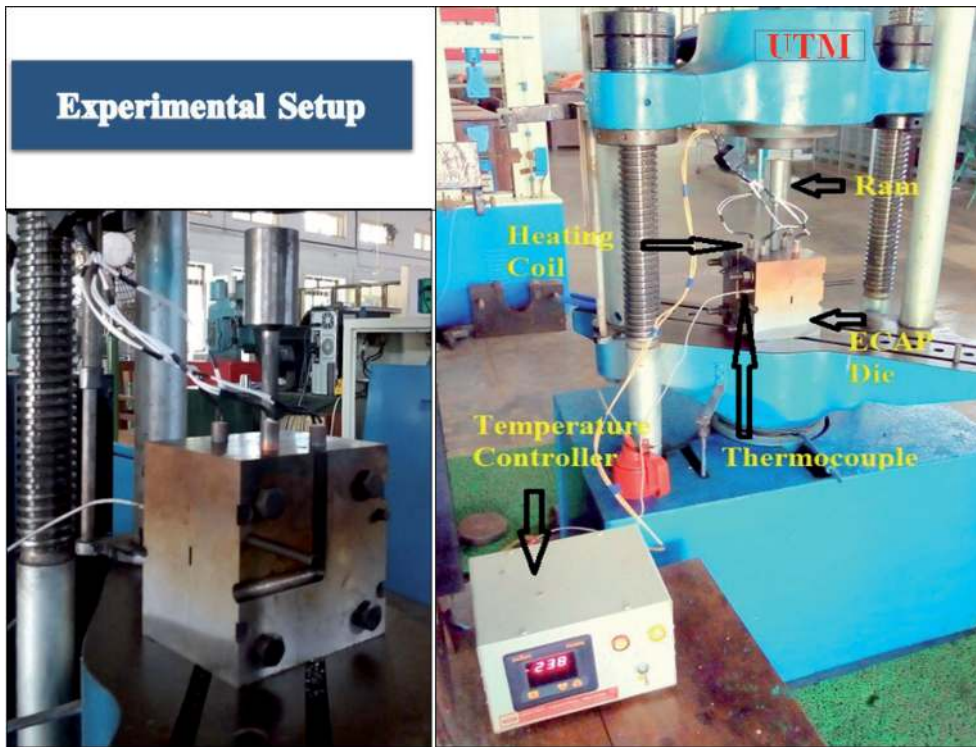 Experimental Setup
UTM
Ram
Heating
Coil
ECAP
Die
Temperature
Controller
Thermocouple
238